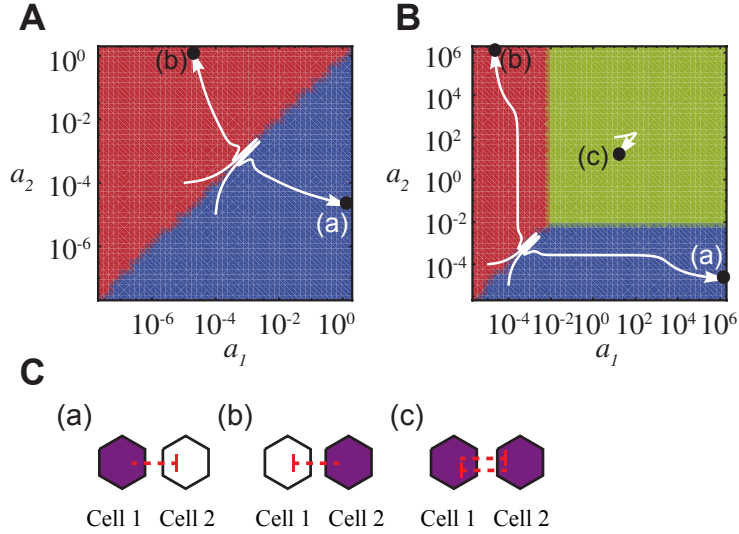 A
B
10^0
10^-2
10^-4
10^-6
a_2
(b)
(a)
10^-6 10^-4 10^-2 10^0
a_1
10^6
10^4
10^2
10^0
10^-2
10^-4
a_2
(b)
(c)
(a)
10^-4 10^-2 10^0 10^2 10^4 10^6
a_1
C
(a) (b) (c)
Cell 1 Cell 2 Cell 1 Cell 2 Cell 1 Cell 2